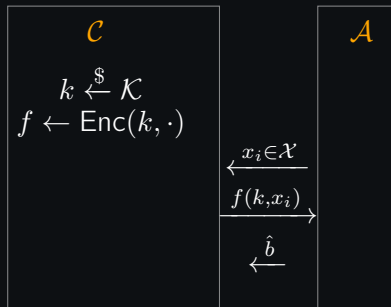 𝒞
𝒜
k ←$ 𝒦
f ← Enc(k, ·)
xᵢ∈𝒳
f(k,xᵢ)
b̂